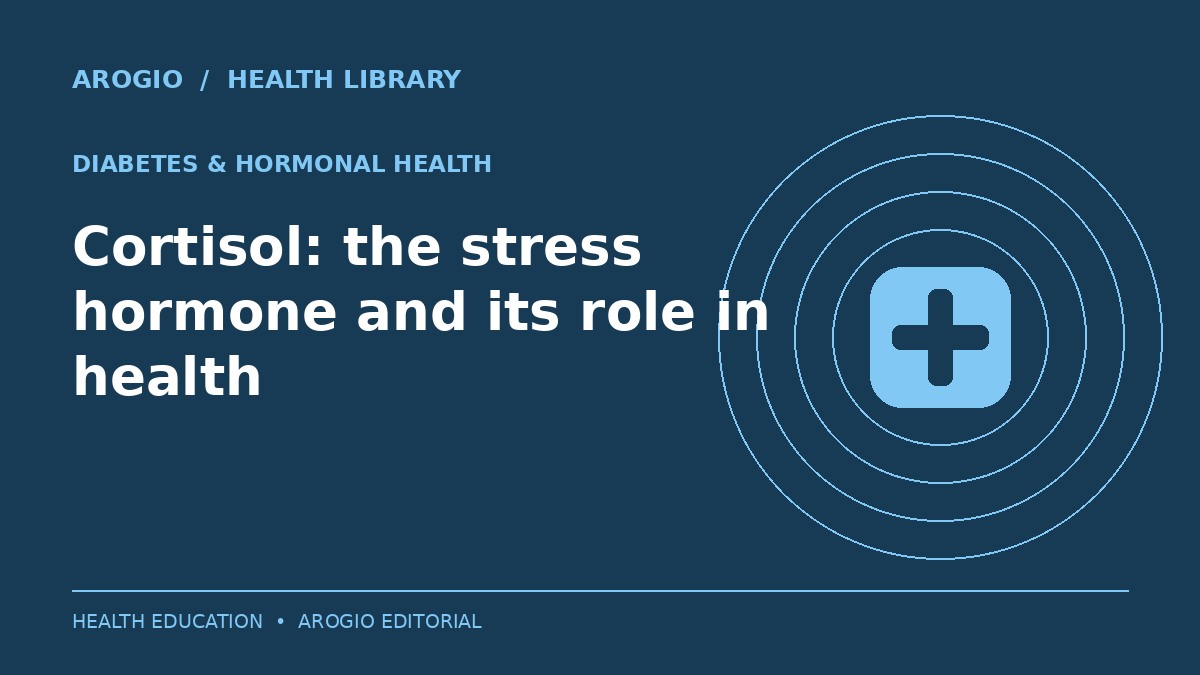 AROGIO / HEALTH LIBRARY
DIABETES & HORMONAL HEALTH
Cortisol: the stress
hormone and its role in
health
HEALTH EDUCATION • AROGIO EDITORIAL